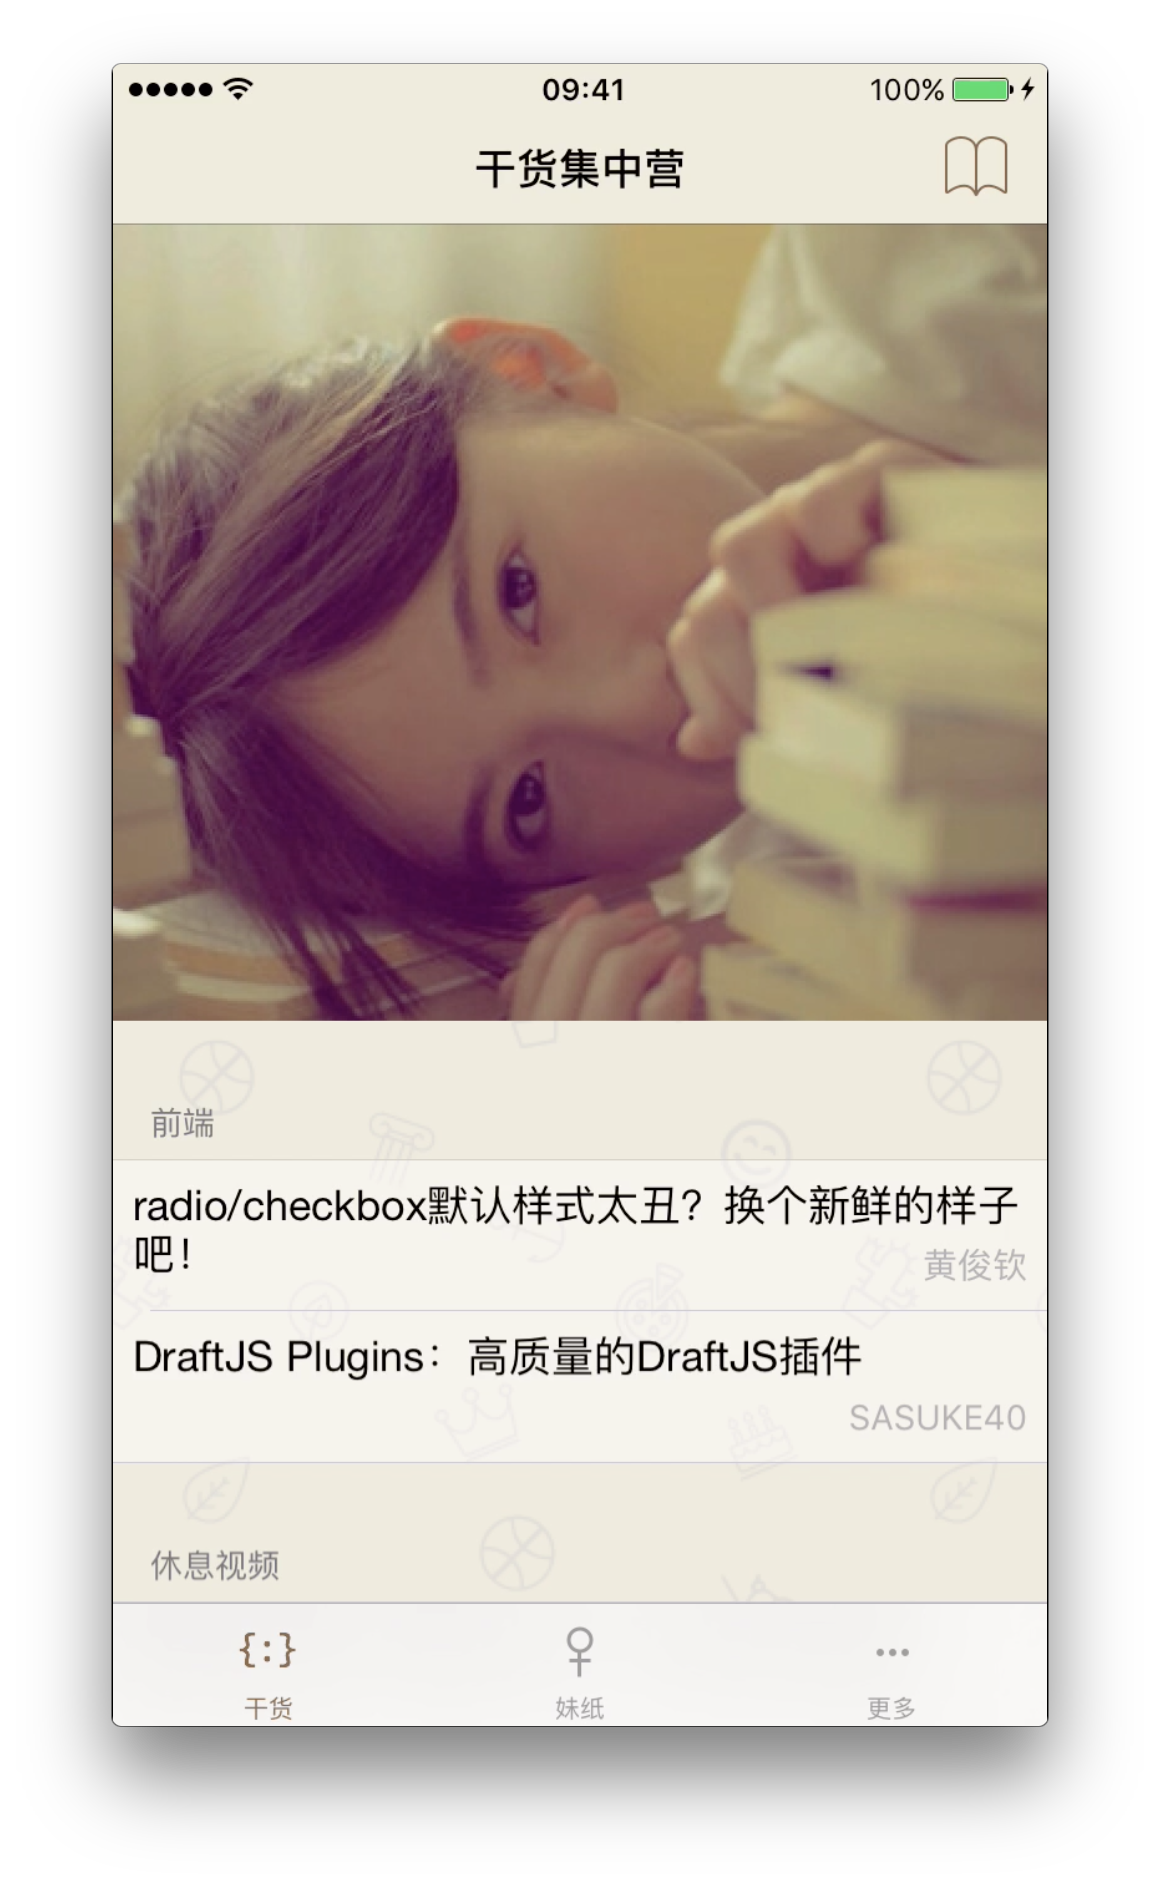 09:41
100%
干货集中营
前端
radio/checkbox默认样式太丑？换个新鲜的样子
吧！
黄俊钦
DraftJS Plugins：高质量的DraftJS插件
SASUKE40
休息视频
{:}
干货
妹纸
更多